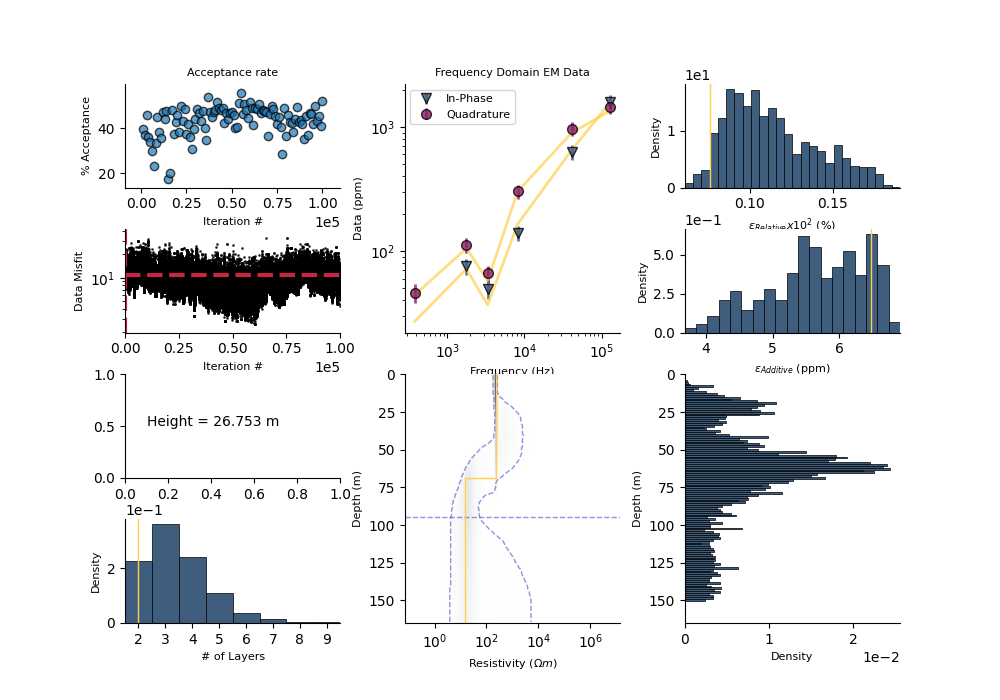 Acceptance rate
% Acceptance
40
20
0.00 0.25 0.50 0.75 1.00
Iteration #
1e5
Data Misfit
10¹
0.00 0.25 0.50 0.75 1.00
Iteration #
1e5
1.0
0.5
0.0
Height = 26.753 m
0.0 0.2 0.4 0.6 0.8 1.0
1e−1
Density
2
0
2 3 4 5 6 7 8 9
# of Layers
Frequency Domain EM Data
In-Phase
Quadrature
Data (ppm)
10³
10²
10³ 10⁴ 10⁵
Frequency (Hz)
Depth (m)
0
25
50
75
100
125
150
10⁰ 10² 10⁴ 10⁶
Resistivity (Ωm)
1e1
Density
1
0
0.10 0.15
εRelativex10² (%)
1e−1
Density
5.0
2.5
0.0
4 5 6
εAdditive (ppm)
Depth (m)
0
25
50
75
100
125
150
0 1 2
Density
1e−2